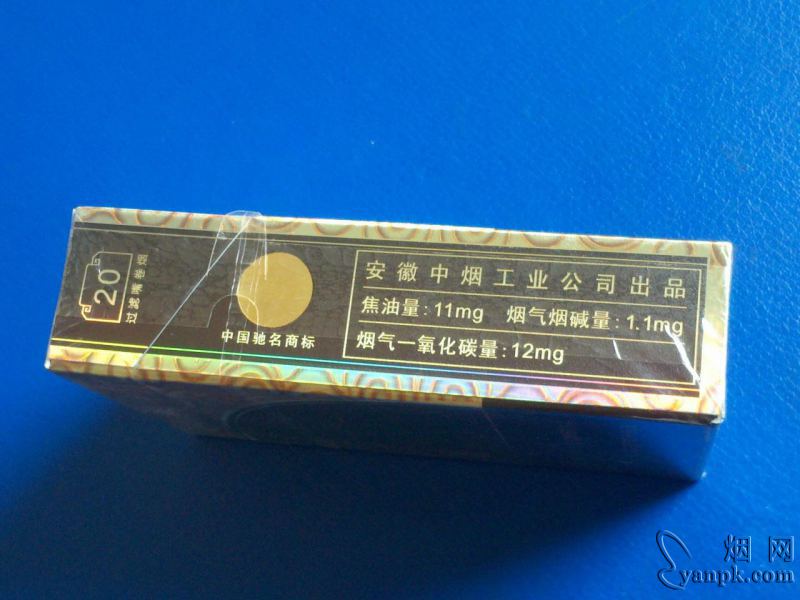 20
过滤嘴卷烟
中国驰名商标
安徽中烟工业公司出品
焦油量：11mg 烟气烟碱量：1.1mg
烟气一氧化碳量：12mg
烟网
yanpk.com